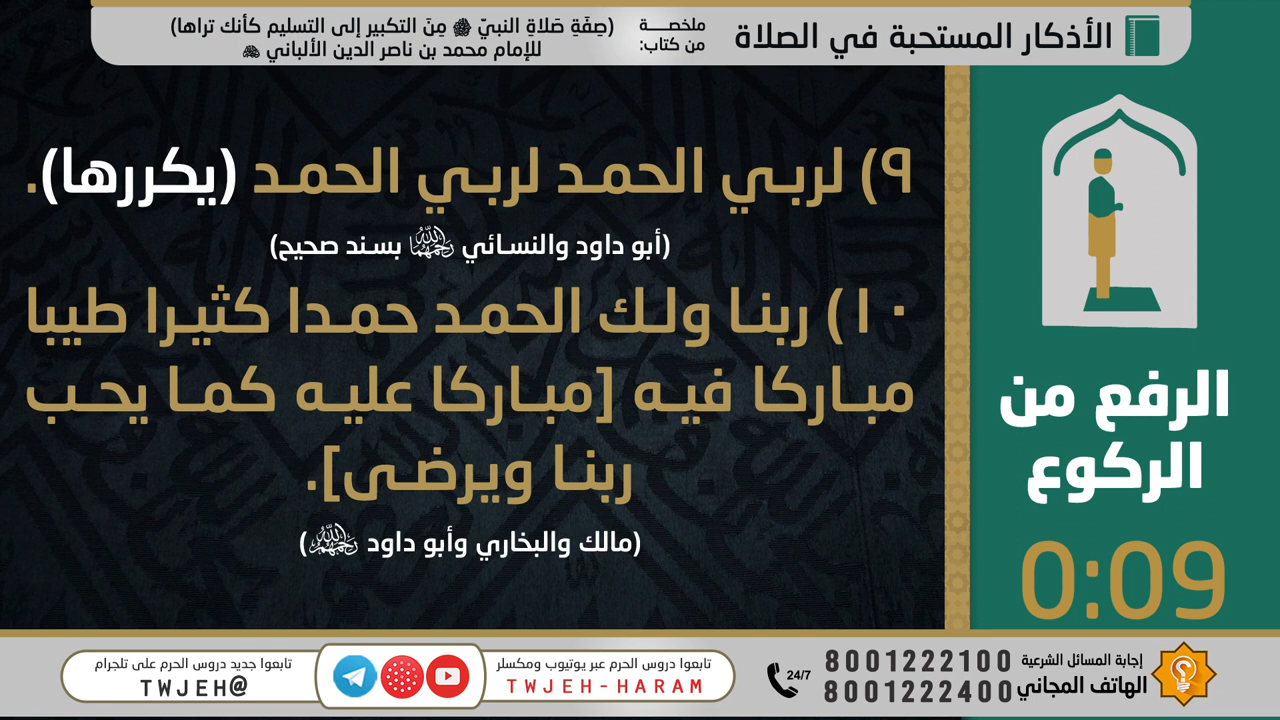 الأذكار المستحبة في الصلاة
ملخصة
من كتاب:
(صِفَةِ صَلاةِ النبيّ ﷺ مِنَ التكبير إلى التسليم كأنك تراها)
للإمام محمد بن ناصر الدين الألباني
٩) لربي الحمد لربي الحمد (يكررها).
(أبو داود والنسائي رحمهما الله بسند صحيح)
١٠) ربنا ولك الحمد حمدا كثيرا طيبا
مباركا فيه [مباركا عليه كما يحب
ربنا ويرضى].
(مالك والبخاري وأبو داود رحمهم الله)
الرفع من
الركوع
0:09
إجابة المسائل الشرعية
الهاتف المجاني
8001222100
8001222400
24/7
تابعوا دروس الحرم عبر يوتيوب ومكسلر
TWJEH-HARAM
تابعوا جديد دروس الحرم على تلجرام
@TWJEH